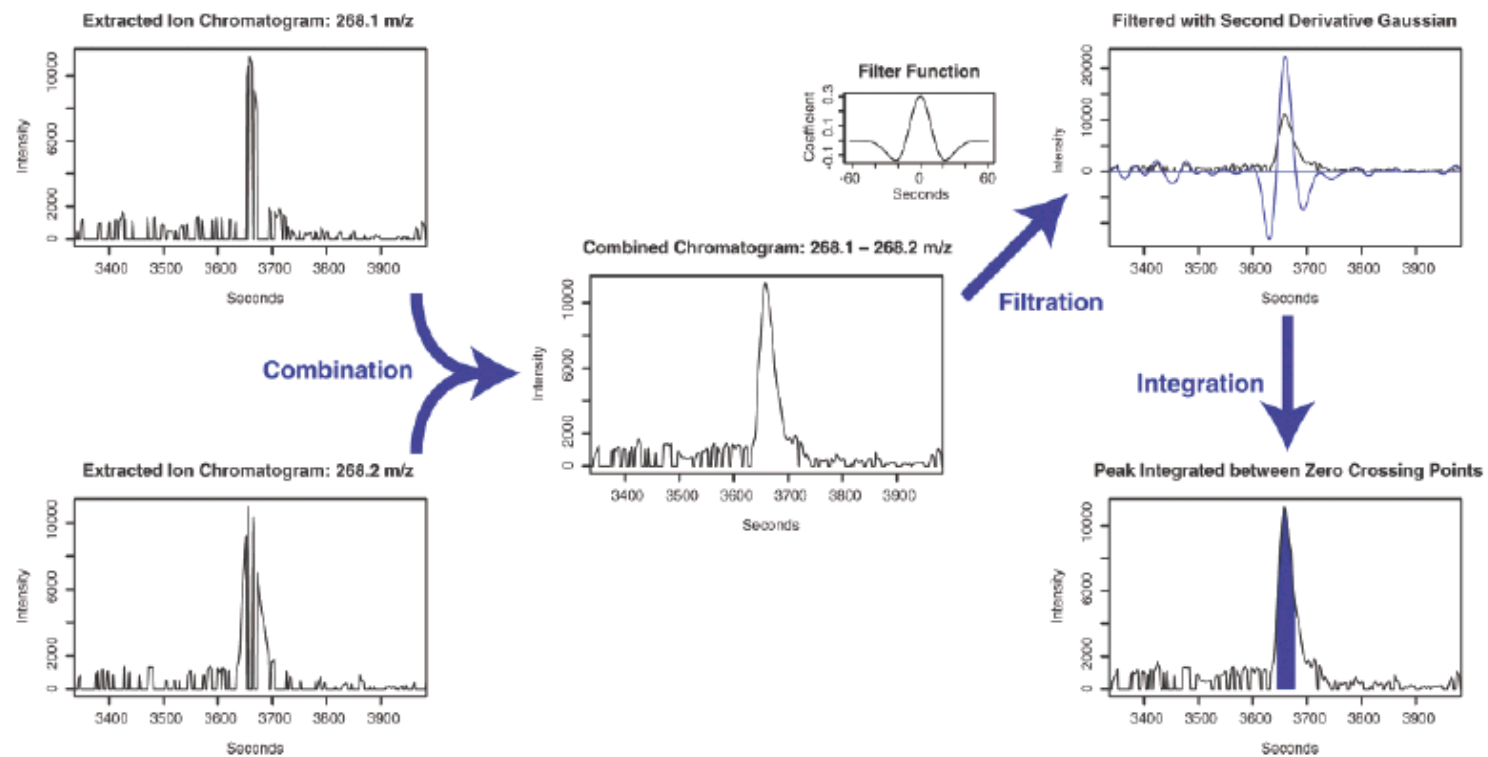 Extracted Ion Chromatogram: 268.1 m/z
Intensity
10000
6000
2000
0
3400 3500 3600 3700 3800 3900
Seconds
Combination
Extracted Ion Chromatogram: 268.2 m/z
Intensity
10000
6000
2000
0
3400 3500 3600 3700 3800 3900
Seconds
Combined Chromatogram: 268.1 – 268.2 m/z
Intensity
10000
6000
2000
0
3400 3500 3600 3700 3800 3900
Seconds
Filter Function
Coefficient
0.3
0.1
-0.1
-60 0 60
Seconds
Filtration
Filtered with Second Derivative Gaussian
Intensity
20000
10000
0
3400 3500 3600 3700 3800 3900
Seconds
Integration
Peak Integrated between Zero Crossing Points
Intensity
10000
6000
2000
0
3400 3500 3600 3700 3800 3900
Seconds